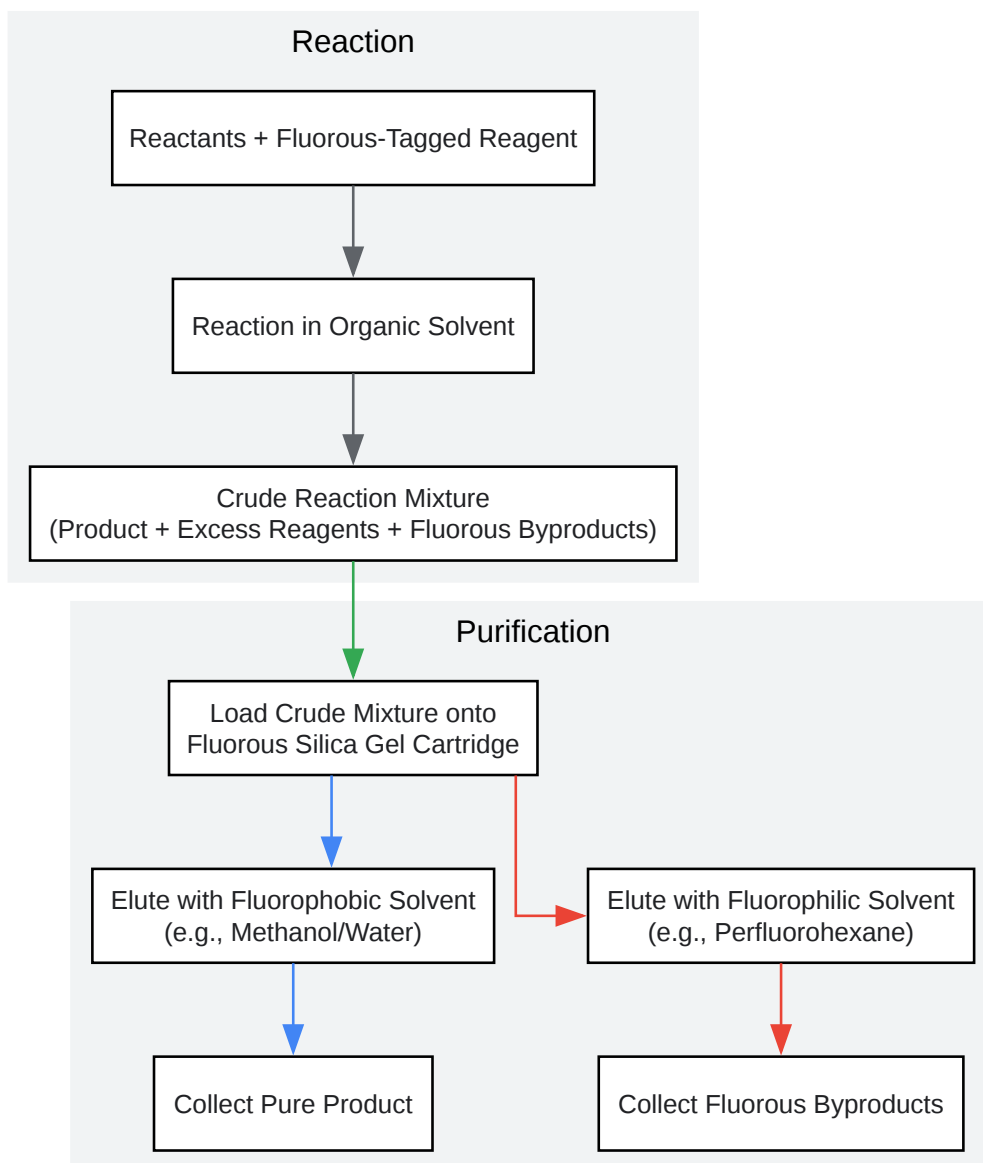 Reaction
Reactants + Fluorous-Tagged Reagent
Reaction in Organic Solvent
Crude Reaction Mixture
(Product + Excess Reagents + Fluorous Byproducts)
Purification
Load Crude Mixture onto
Fluorous Silica Gel Cartridge
Elute with Fluorophobic Solvent
(e.g., Methanol/Water)
Elute with Fluorophilic Solvent
(e.g., Perfluorohexane)
Collect Pure Product
Collect Fluorous Byproducts